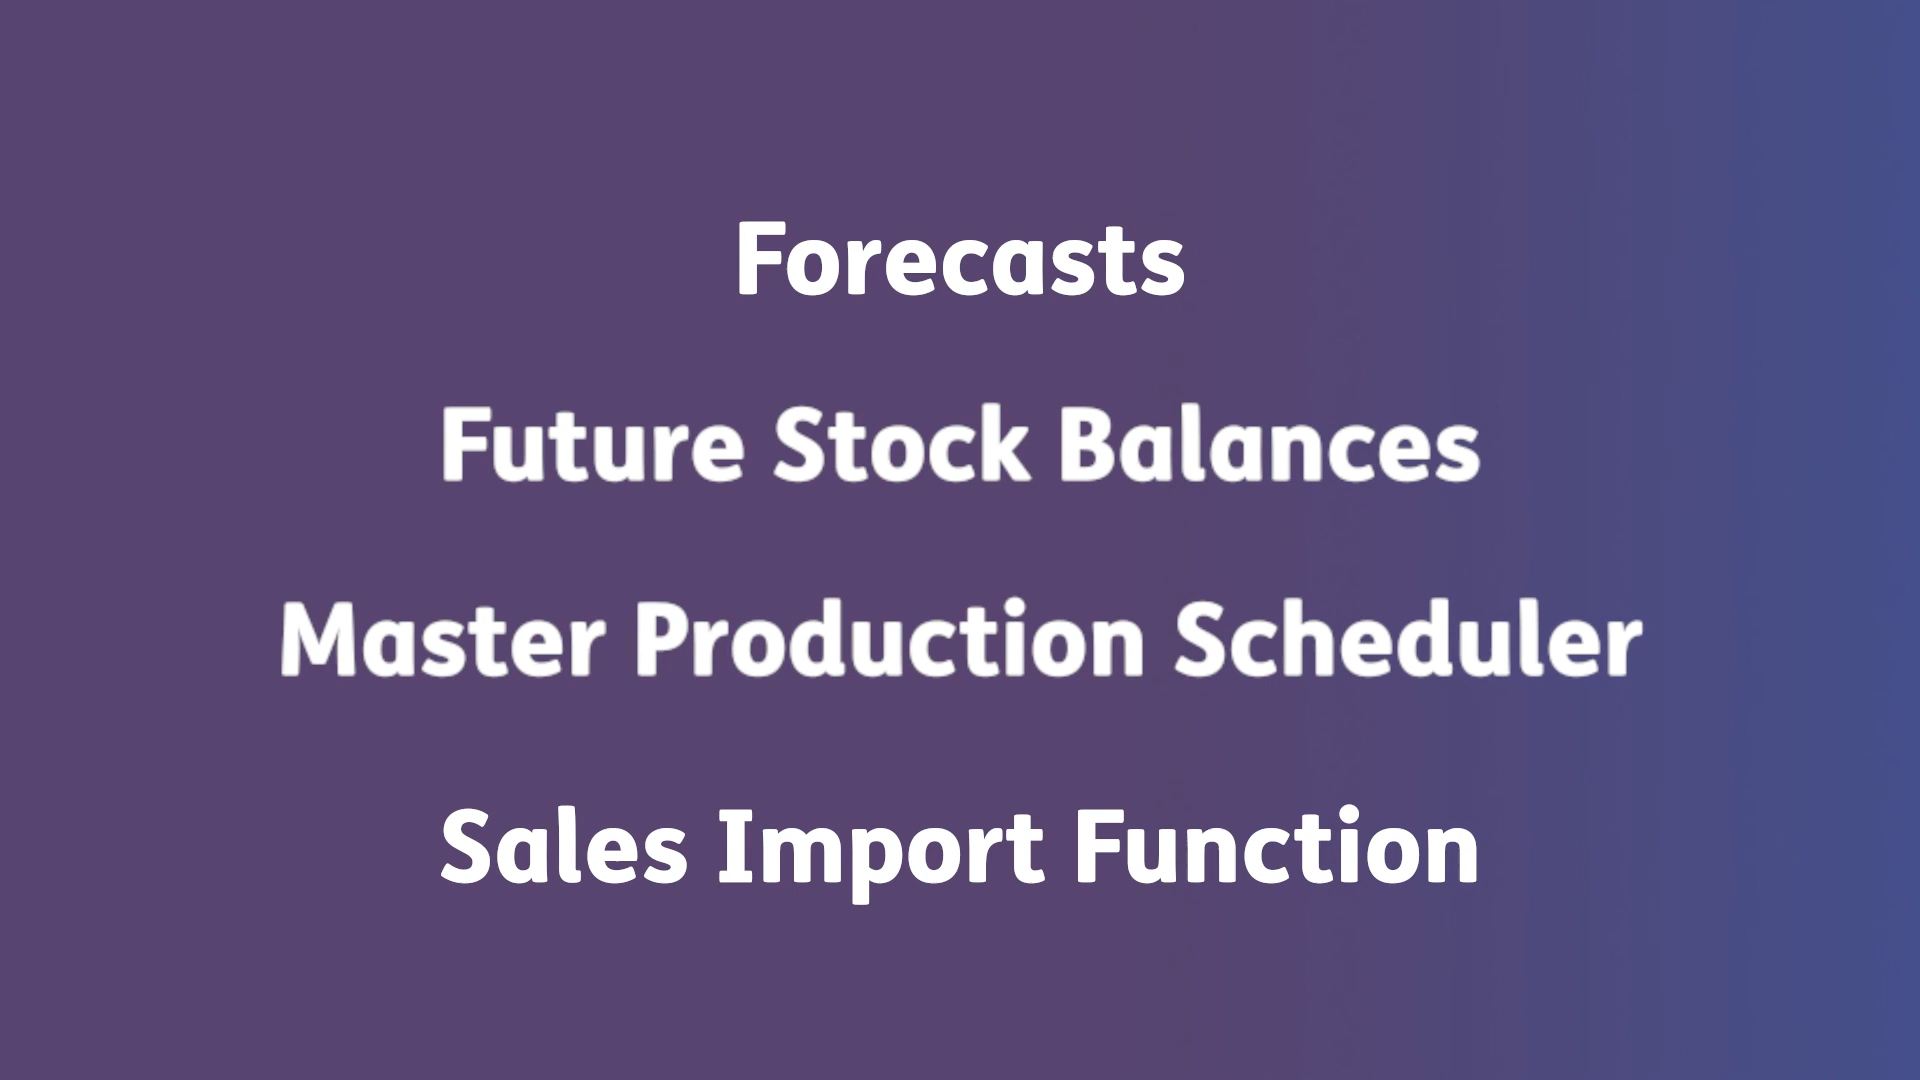 Forecasts
Future Stock Balances
Master Production Scheduler
Sales Import Function